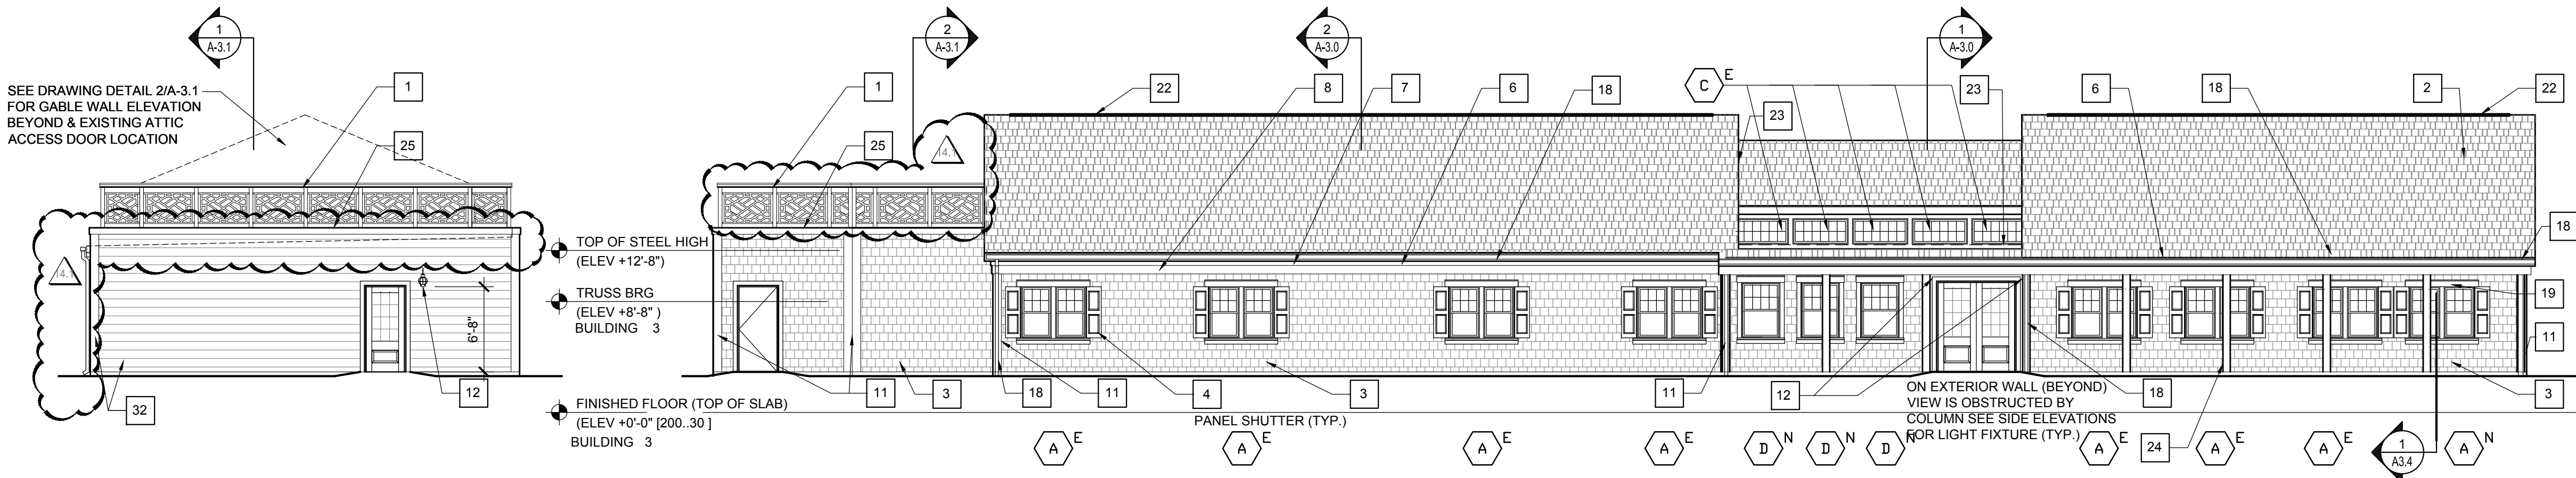 1
A-3.1
2
A-3.1
2
A-3.0
1
A-3.0
SEE DRAWING DETAIL 2/A-3.1
FOR GABLE WALL ELEVATION
BEYOND & EXISTING ATTIC
ACCESS DOOR LOCATION
1
25
1
25
14.1
22
8
7
6
18
C E
23
23
6
18
2
22
18
14.1
TOP OF STEEL HIGH
(ELEV +12'-8")
TRUSS BRG
(ELEV +8'-8" )
BUILDING 3
6'-8"
19
11
32
12
11
3
18
11
4
3
11
12
ON EXTERIOR WALL (BEYOND)
VIEW IS OBSTRUCTED BY
COLUMN SEE SIDE ELEVATIONS
FOR LIGHT FIXTURE (TYP.)
18
3
FINISHED FLOOR (TOP OF SLAB)
(ELEV +0'-0" [200..30 ]
BUILDING 3
PANEL SHUTTER (TYP.)
A E
A E
A E
A E
D N
D N
D N
A E
24
A E
A E
1
A3.4
A N